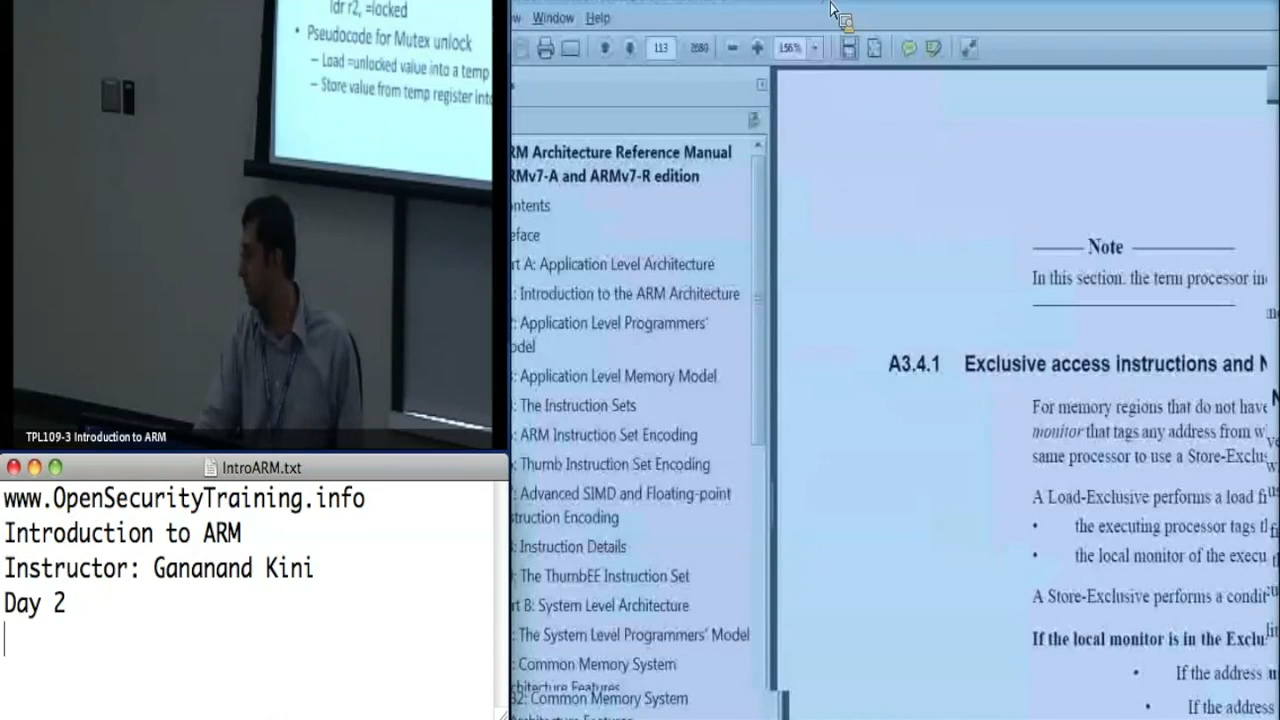 ldr r2, =locked
• Pseudocode for Mutex unlock
– Load =unlocked value into a temp
– Store value from temp register into
TPL109-3 Introduction to ARM
IntroARM.txt
www.OpenSecurityTraining.info
Introduction to ARM
Instructor: Gananand Kini
Day 2
w Window Help
113 2680 156%
RM Architecture Reference Manual
RMv7-A and ARMv7-R edition
ontents
eface
rt A: Application Level Architecture
: Introduction to the ARM Architecture
: Application Level Programmers'
odel
: Application Level Memory Model
: The Instruction Sets
: ARM Instruction Set Encoding
: Thumb Instruction Set Encoding
: Advanced SIMD and Floating-point
struction Encoding
: Instruction Details
: The ThumbEE Instruction Set
rt B: System Level Architecture
: The System Level Programmers' Model
: Common Memory System
chitecture Features
32: Common Memory System
Note
In this section, the term processor
A3.4.1 Exclusive access instructions and
For memory regions that do not have
monitor that tags any address from
same processor to use a
A Load-Exclusive performs a load
• the executing processor tags
• the local monitor of the
A Store-Exclusive performs a
If the local monitor is in the
• If the address
• If the address